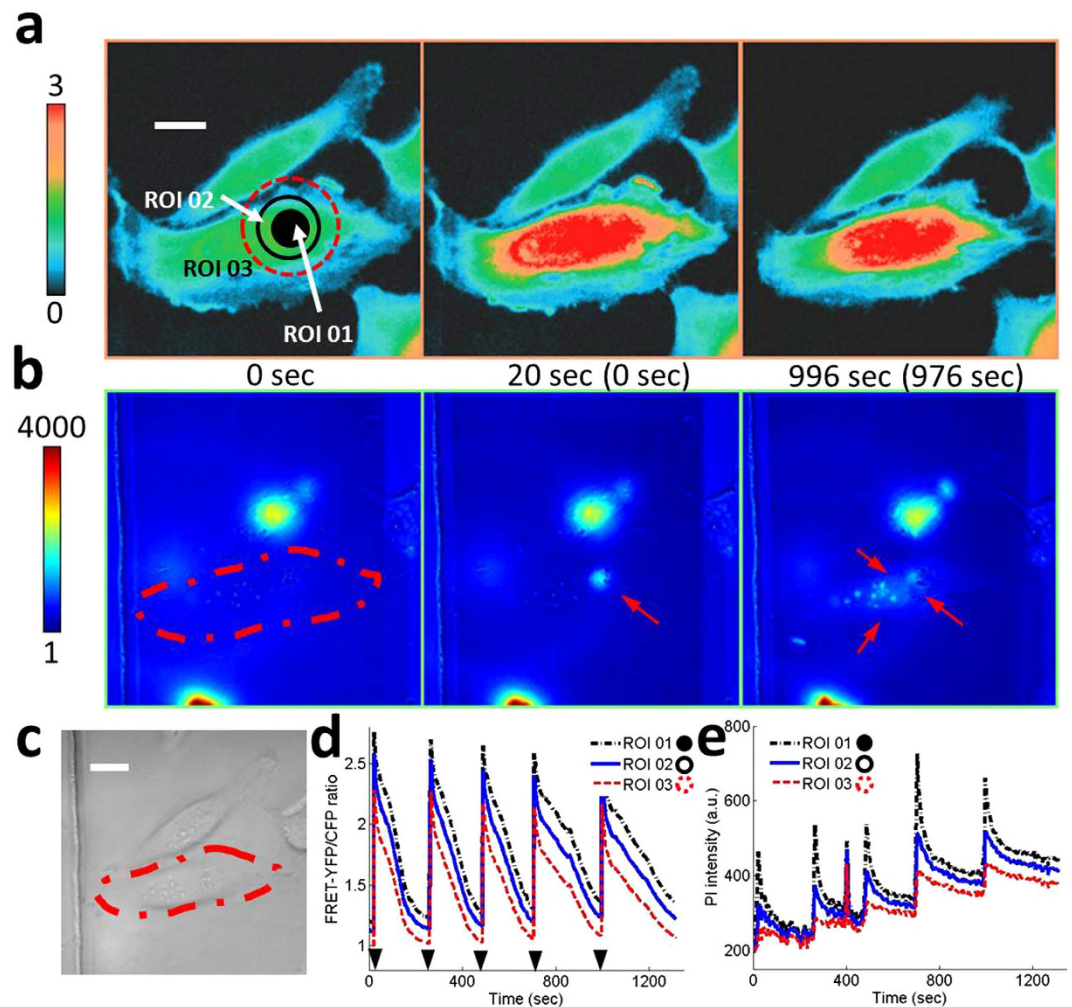 a
3
0
ROI 02
ROI 03
ROI 01
b
0 sec
20 sec (0 sec)
996 sec (976 sec)
4000
1
c
d
FRET-YFP/CFP ratio
2.5
2
1.6
1.2
1
ROI 01
ROI 02
ROI 03
0
400
800
1200
Time (sec)
e
PI intensity (a.u.)
800
600
400
200
ROI 01
ROI 02
ROI 03
0
400
800
1200
Time (sec)